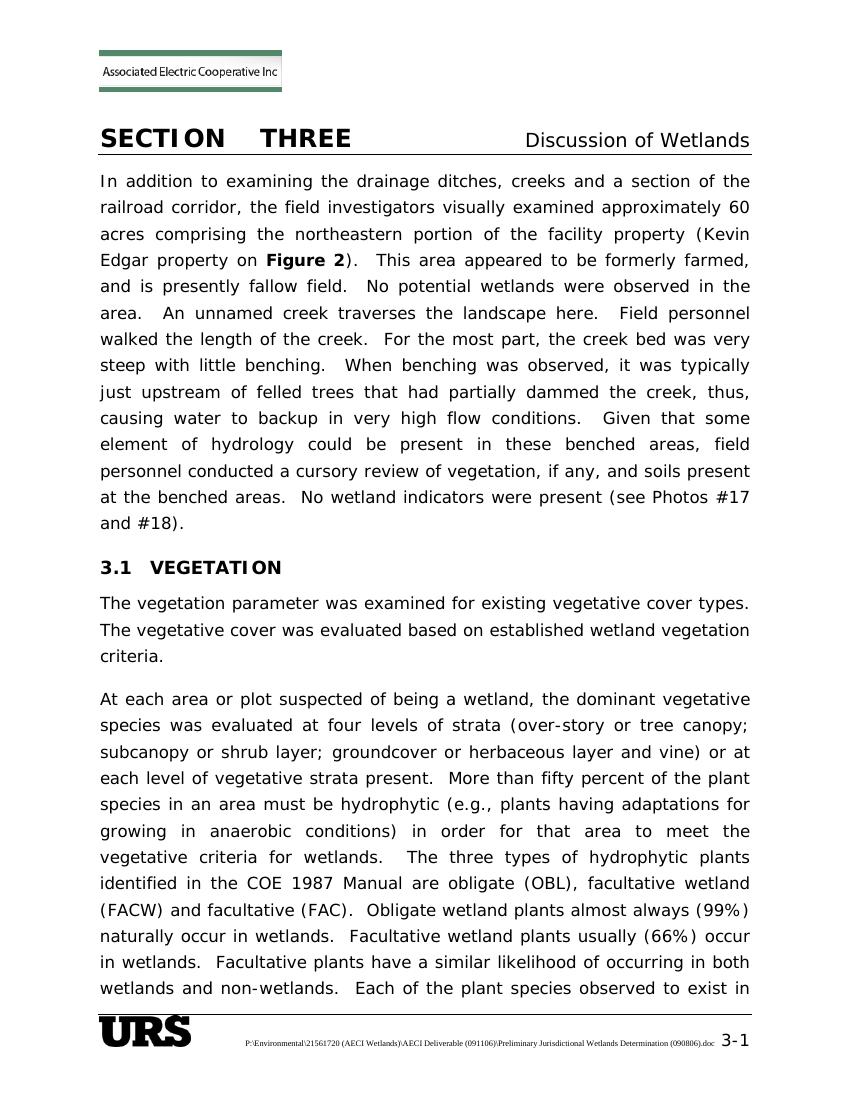 Associated Electric Cooperative Inc
SECTION THREE Discussion of Wetlands
In addition to examining the drainage ditches, creeks and a section of the
railroad corridor, the field investigators visually examined approximately 60
acres comprising the northeastern portion of the facility property (Kevin
Edgar property on Figure 2). This area appeared to be formerly farmed,
and is presently fallow field. No potential wetlands were observed in the
area. An unnamed creek traverses the landscape here. Field personnel
walked the length of the creek. For the most part, the creek bed was very
steep with little benching. When benching was observed, it was typically
just upstream of felled trees that had partially dammed the creek, thus,
causing water to backup in very high flow conditions. Given that some
element of hydrology could be present in these benched areas, field
personnel conducted a cursory review of vegetation, if any, and soils present
at the benched areas. No wetland indicators were present (see Photos #17
and #18).
3.1 VEGETATION
The vegetation parameter was examined for existing vegetative cover types.
The vegetative cover was evaluated based on established wetland vegetation
criteria.
At each area or plot suspected of being a wetland, the dominant vegetative
species was evaluated at four levels of strata (over-story or tree canopy;
subcanopy or shrub layer; groundcover or herbaceous layer and vine) or at
each level of vegetative strata present. More than fifty percent of the plant
species in an area must be hydrophytic (e.g., plants having adaptations for
growing in anaerobic conditions) in order for that area to meet the
vegetative criteria for wetlands. The three types of hydrophytic plants
identified in the COE 1987 Manual are obligate (OBL), facultative wetland
(FACW) and facultative (FAC). Obligate wetland plants almost always (99%)
naturally occur in wetlands. Facultative wetland plants usually (66%) occur
in wetlands. Facultative plants have a similar likelihood of occurring in both
wetlands and non-wetlands. Each of the plant species observed to exist in
URS P:\Environmental\21561720 (AECI Wetlands)\AECI Deliverable (091106)\Preliminary Jurisdictional Wetlands Determination (090806).doc 3-1